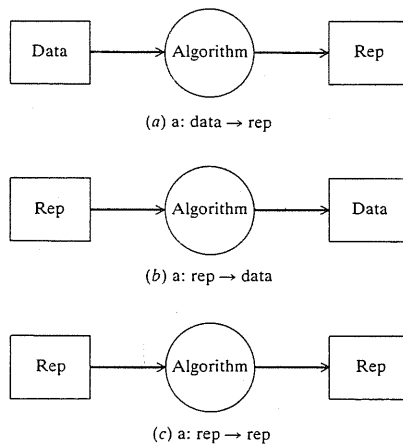 Data Algorithm Rep
(a) a: data → rep
Rep Algorithm Data
(b) a: rep → data
Rep Algorithm Rep
(c) a: rep → rep